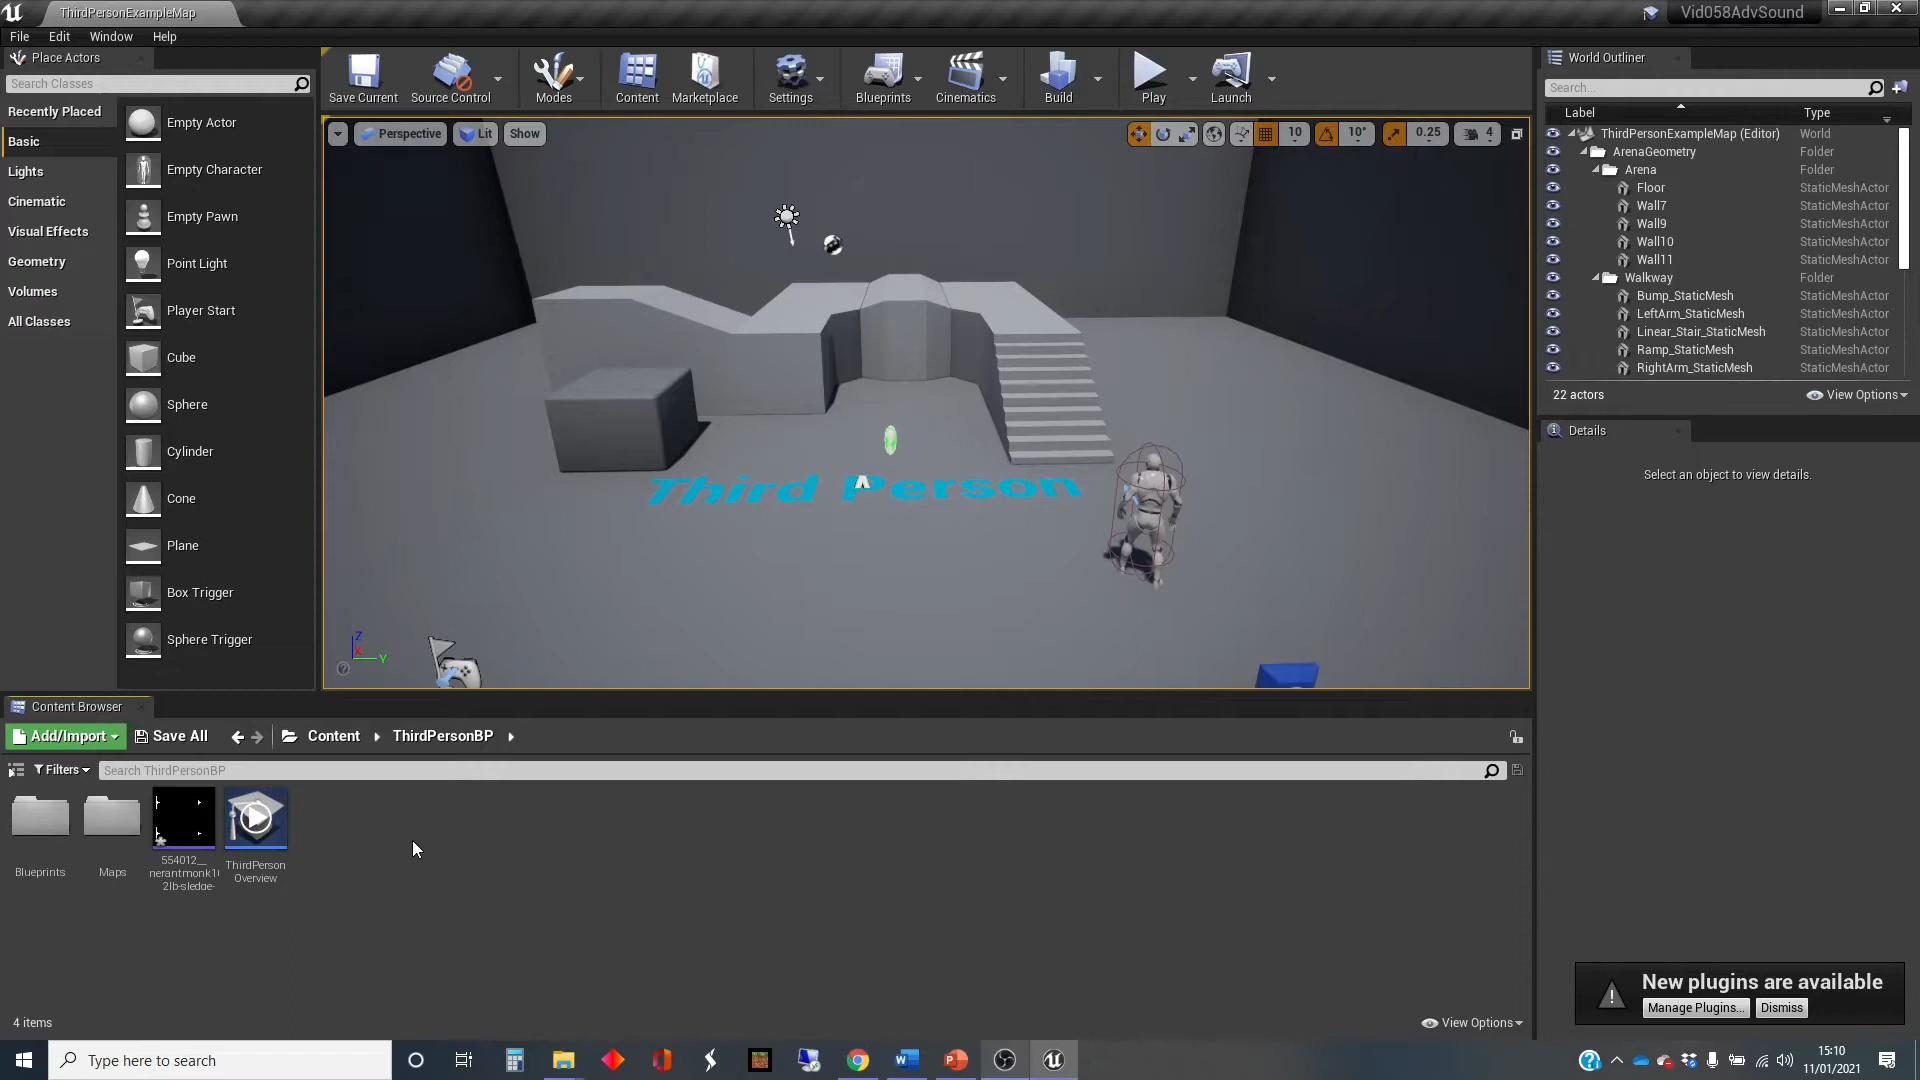 ThirdPersonExampleMap
Vid058AdvSound
File Edit Window Help
Place Actors
Search Classes
Recently Placed
Basic
Lights
Cinematic
Visual Effects
Geometry
Volumes
All Classes
Empty Actor
Empty Character
Empty Pawn
Point Light
Player Start
Cube
Sphere
Cylinder
Cone
Plane
Box Trigger
Sphere Trigger
Save Current Source Control Modes Content Marketplace Settings Blueprints Cinematics Build Play Launch
Perspective Lit Show
10 10° 0.25 4
Third Person
Z
X
Y
World Outliner
Search...
Label Type
ThirdPersonExampleMap (Editor) World
ArenaGeometry Folder
Arena Folder
Floor StaticMeshActor
Wall7 StaticMeshActor
Wall9 StaticMeshActor
Wall10 StaticMeshActor
Wall11 StaticMeshActor
Walkway Folder
Bump_StaticMesh StaticMeshActor
LeftArm_StaticMesh StaticMeshActor
Linear_Stair_StaticMesh StaticMeshActor
Ramp_StaticMesh StaticMeshActor
RightArm_StaticMesh StaticMeshActor
22 actors View Options
Details
Select an object to view details.
Content Browser
Add/Import Save All Content ThirdPersonBP
Filters Search ThirdPersonBP
Blueprints
Maps
554012__
nerantmonk1
2lb-sledge-
ThirdPerson
Overview
4 items View Options
New plugins are available
Manage Plugins... Dismiss
Type here to search
15:10
11/01/2021